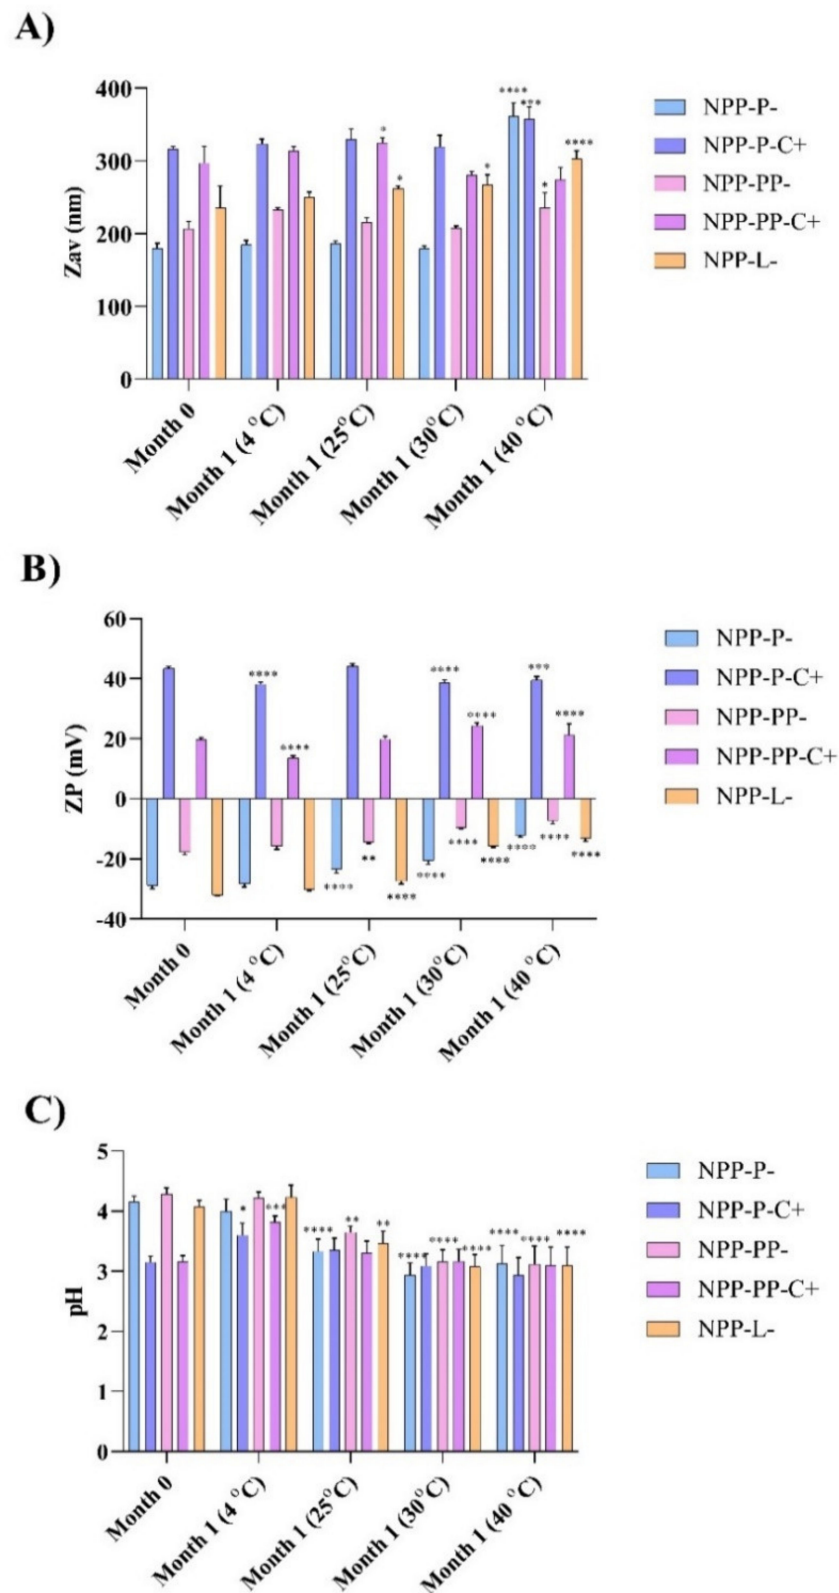 A)
400
300
200
100
0
Zav (nm)
****
***
*
*
*
*
****
NPP-P-
NPP-P-C+
NPP-PP-
NPP-PP-C+
NPP-L-
Month 0
Month 1 (4 °C)
Month 1 (25°C)
Month 1 (30°C)
Month 1 (40 °C)
B)
60
40
20
0
-20
-40
ZP (mV)
****
****
****
**
****
****
****
****
****
****
***
****
****
****
****
NPP-P-
NPP-P-C+
NPP-PP-
NPP-PP-C+
NPP-L-
Month 0
Month 1 (4 °C)
Month 1 (25°C)
Month 1 (30°C)
Month 1 (40 °C)
C)
5
4
3
2
1
0
pH
*
***
****
**
**
****
****
****
****
****
****
NPP-P-
NPP-P-C+
NPP-PP-
NPP-PP-C+
NPP-L-
Month 0
Month 1 (4 °C)
Month 1 (25°C)
Month 1 (30°C)
Month 1 (40 °C)